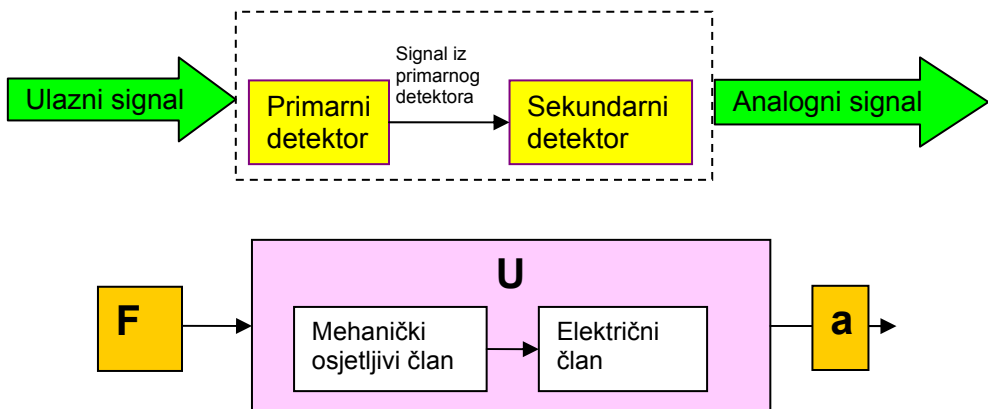 Ulazni signal
Primarni
detektor
Signal iz
primarnog
detektora
Sekundarni
detektor
Analogni signal
F
U
Mehanički
osjetljivi član
Električni
član
a